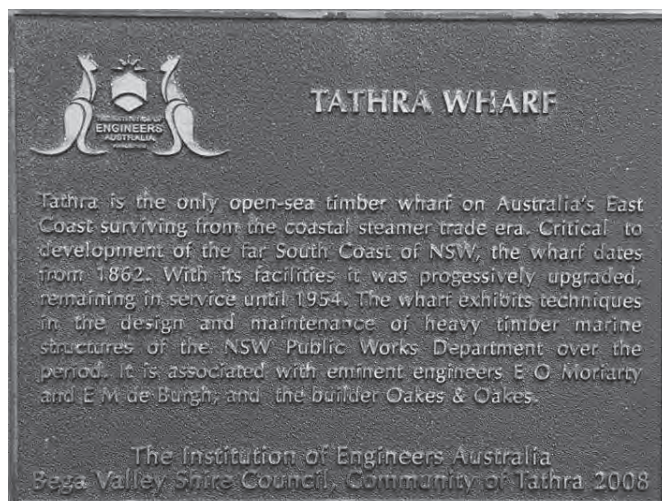 THE INSTITUTION OF
ENGINEERS
AUSTRALIA
TATHRA WHARF
Tathra is the only open-sea timber wharf on Australia's East
Coast surviving from the coastal steamer trade era. Critical to
development of the far South Coast of NSW, the wharf dates
from 1862. With its facilities it was progessively upgraded,
remaining in service until 1954. The wharf exhibits techniques
in the design and maintenance of heavy timber marine
structures of the NSW Public Works Department over the
period. It is associated with eminent engineers E O Moriarty
and E M de Burgh; and the builder Oakes & Oakes.
The Institution of Engineers Australia
Bega Valley Shire Council, Community of Tathra 2008